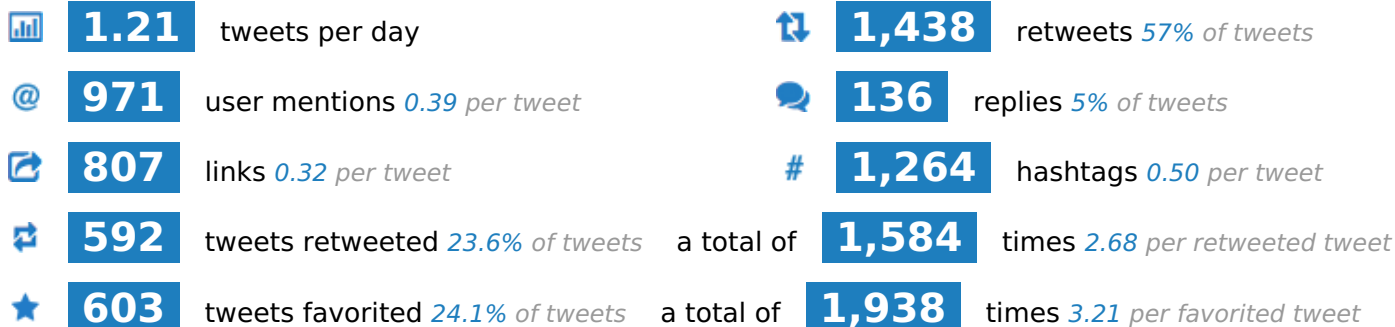 1.21 tweets per day 1,438 retweets 57% of tweets
@ 971 user mentions 0.39 per tweet 136 replies 5% of tweets
807 links 0.32 per tweet # 1,264 hashtags 0.50 per tweet
592 tweets retweeted 23.6% of tweets a total of 1,584 times 2.68 per retweeted tweet
603 tweets favorited 24.1% of tweets a total of 1,938 times 3.21 per favorited tweet